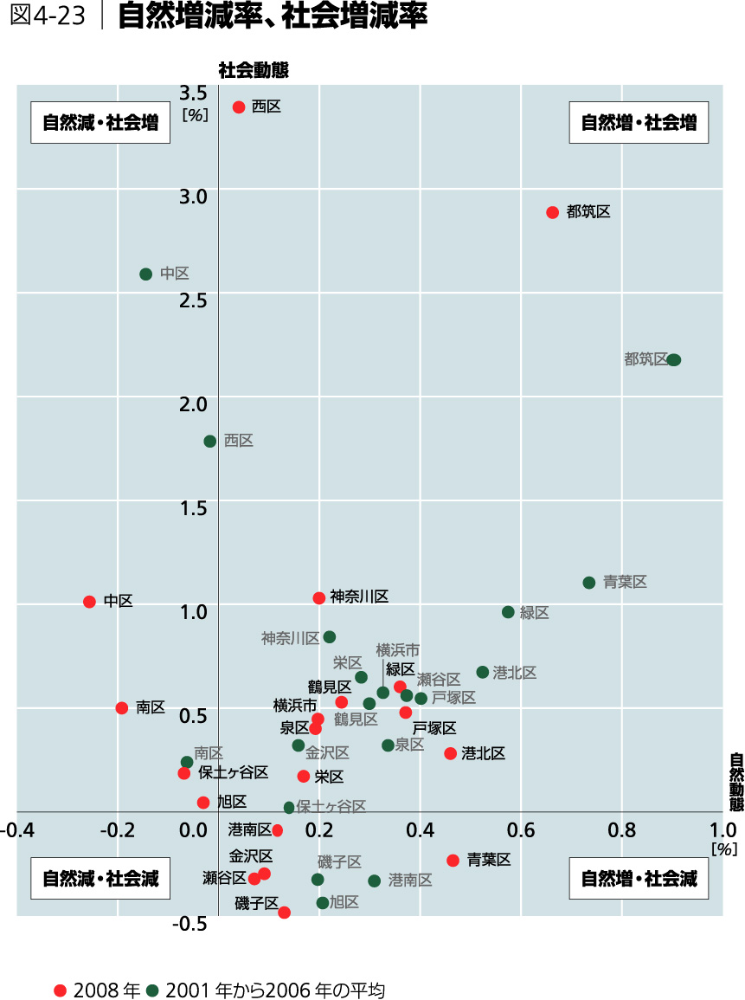 図4-23 自然増減率、社会増減率
社会動態
3.5
[%]
西区
自然減・社会増
自然増・社会増
3.0
都筑区
中区
2.5
都筑区
2.0
西区
1.5
青葉区
中区
神奈川区
1.0
緑区
神奈川区
横浜市
栄区
緑区
港北区
瀬谷区
鶴見区
戸塚区
横浜市
南区
0.5
鶴見区
泉区
戸塚区
泉区
南区
金沢区
港北区
自然動態
保土ヶ谷区
栄区
旭区
保土ヶ谷区
-0.4
-0.2
0.0
港南区
0.2
0.4
0.6
0.8
1.0
[%]
金沢区
磯子区
青葉区
自然減・社会減
瀬谷区
港南区
自然増・社会減
磯子区
旭区
-0.5
2008 年 2001 年から2006 年の平均